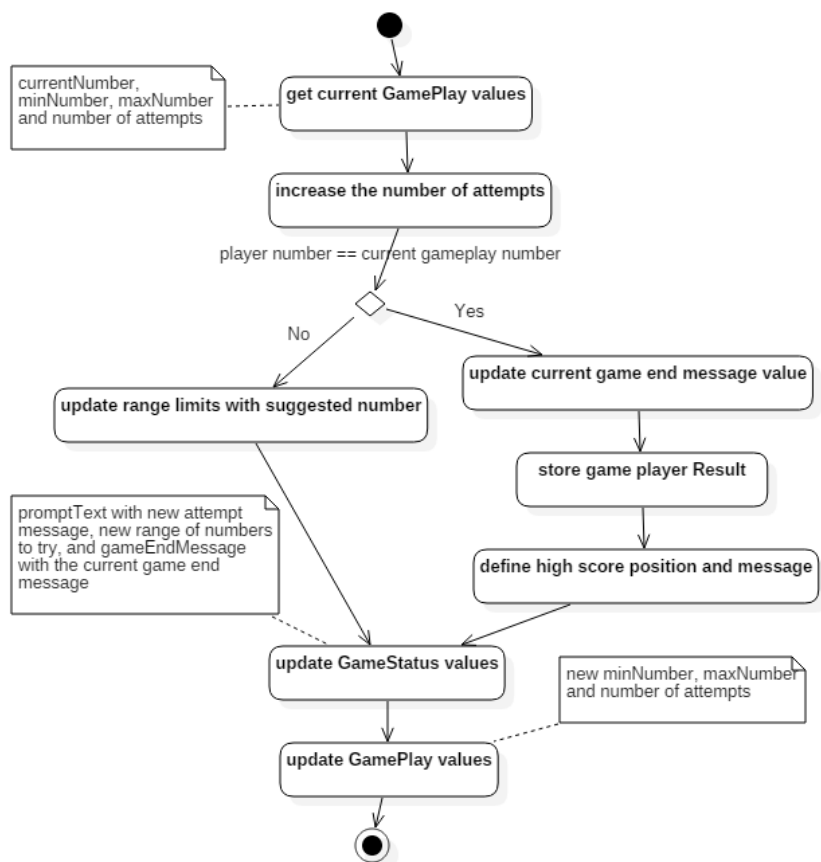 currentNumber,
minNumber, maxNumber
and number of attempts
get current GamePlay values
increase the number of attempts
player number == current gameplay number
Yes
No
update current game end message value
update range limits with suggested number
store game player Result
promptText with new attempt
message, new range of numbers
to try, and gameEndMessage
with the current game end
message
define high score position and message
update GameStatus values
new minNumber, maxNumber
and number of attempts
update GamePlay values